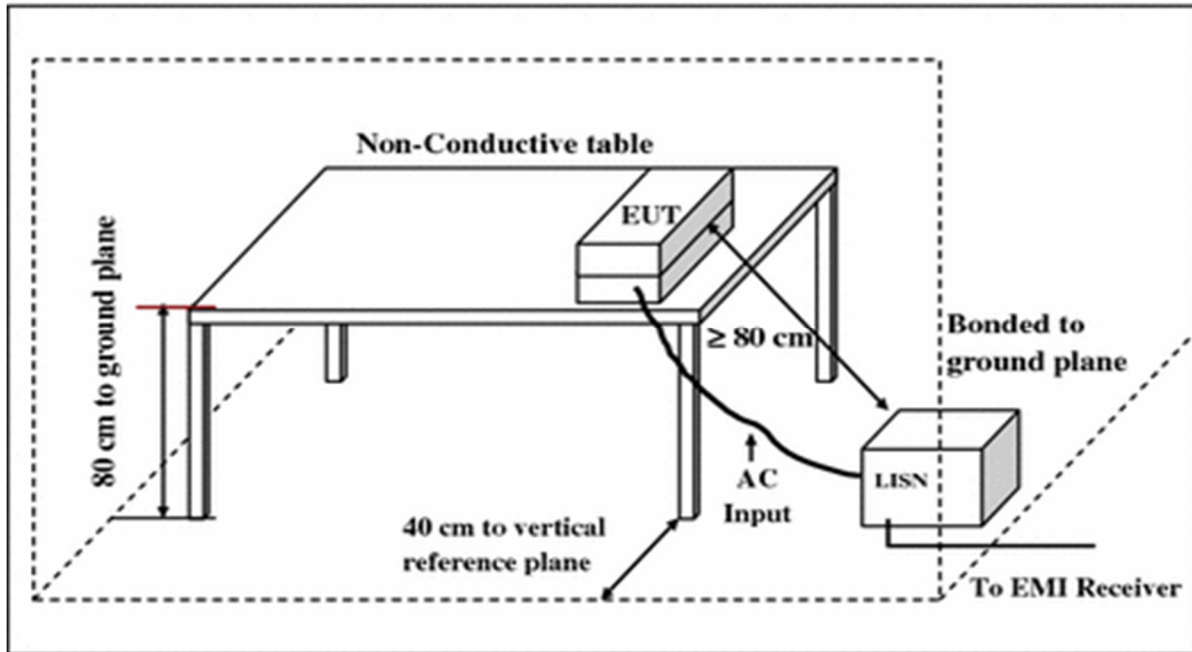 Non-Conductive table
EUT
80 cm to ground plane
≥ 80 cm
Bonded to
ground plane
LISN
AC
Input
40 cm to vertical
reference plane
To EMI Receiver